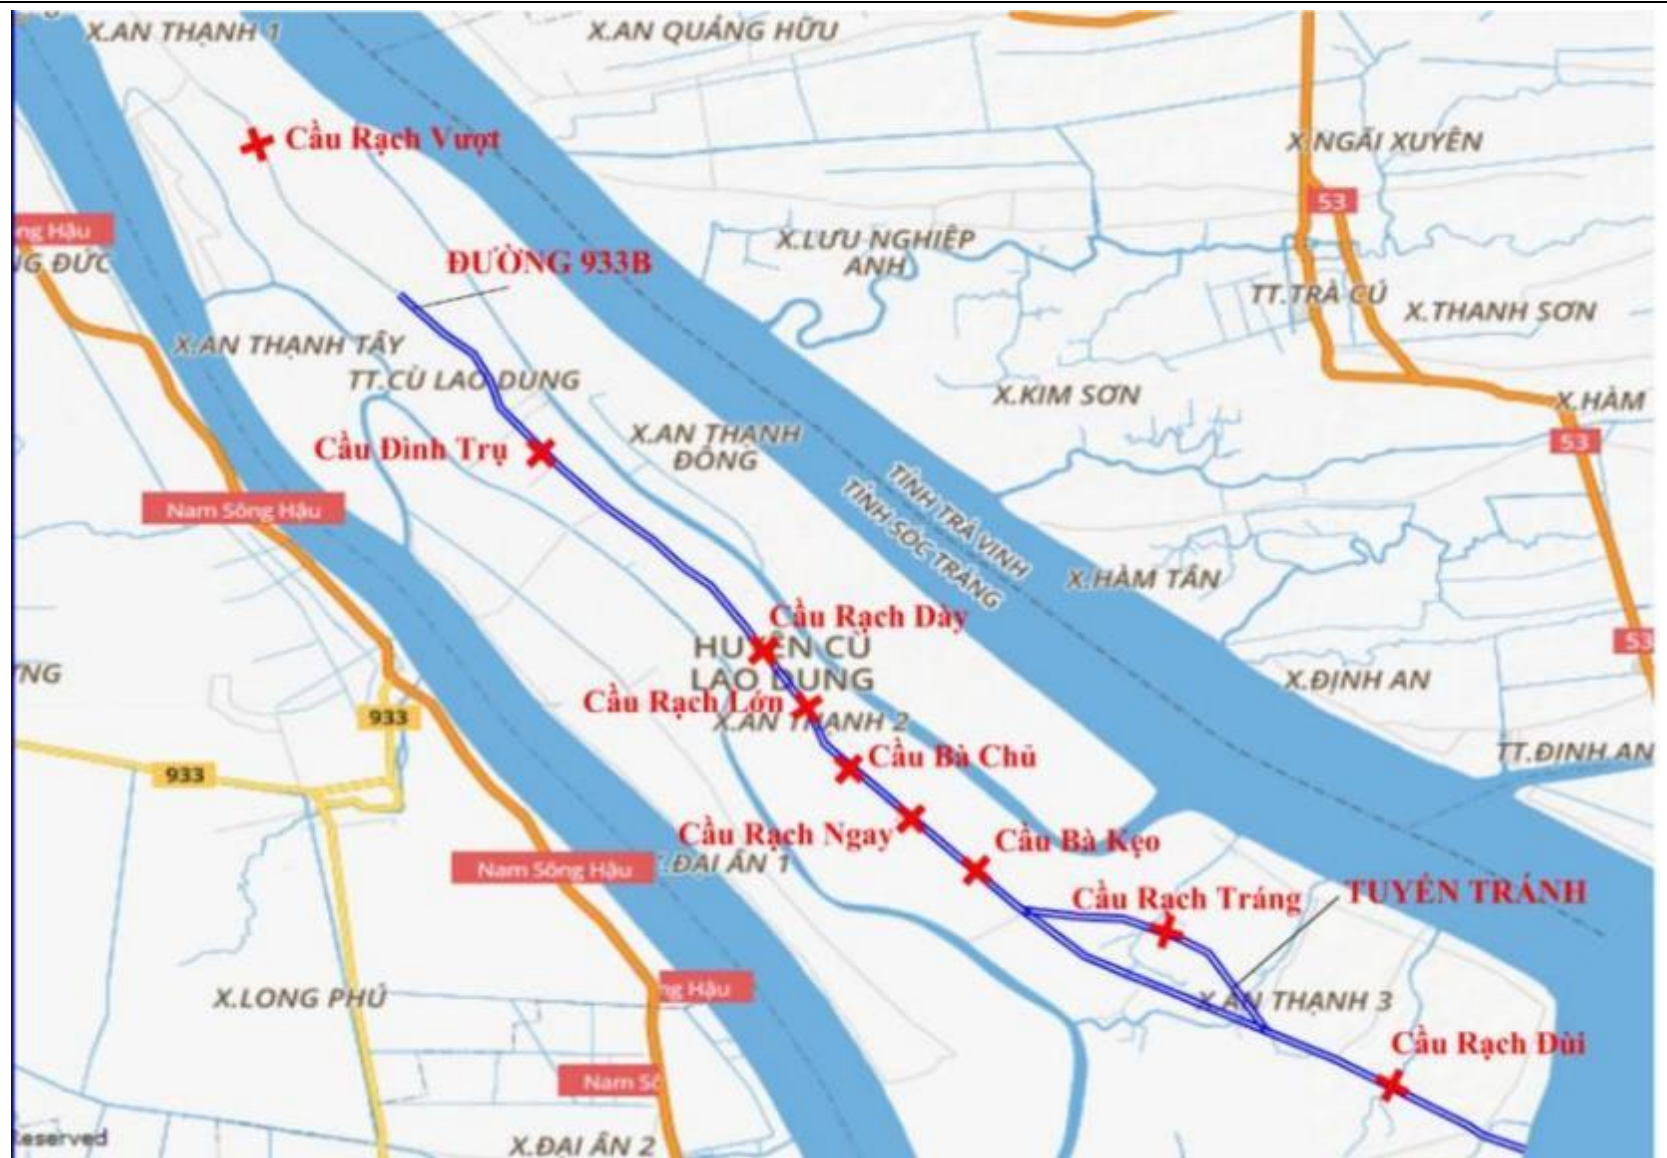 X.AN THẠNH 1
X.AN QUẢNG HỮU
Cầu Rạch Vượt
X.NGÃI XUYÊN
53
ng Hậu
NG ĐỨC
X.LƯU NGHIỆP
ANH
ĐƯỜNG 933B
TT.TRÀ CÚ
X.THANH SƠN
X.AN THẠNH TÂY
TT.CÙ LAO DUNG
X.KIM SƠN
X.HÀM
53
Cầu Đình Trụ
X.AN THẠNH
ĐÔNG
Nam Sông Hậu
TỈNH TRÀ VINH
TỈNH SÓC TRĂNG
X.HÀM TÂN
Cầu Rạch Dày
HUYỆN CÙ
LAO DUNG
53
X.ĐỊNH AN
Cầu Rạch Lớn
X.AN THẠNH 2
933
933
Cầu Bà Chủ
TT.ĐỊNH AN
Cầu Rạch Ngay
Cầu Bà Kẹo
Nam Sông Hậu
.ĐẠI ÂN 1
Cầu Rạch Tráng
TUYẾN TRÁNH
X.LONG PHÚ
ng Hậu
X.AN THẠNH 3
Cầu Rạch Đùi
Nam Sô
eserved
X.ĐẠI ÂN 2